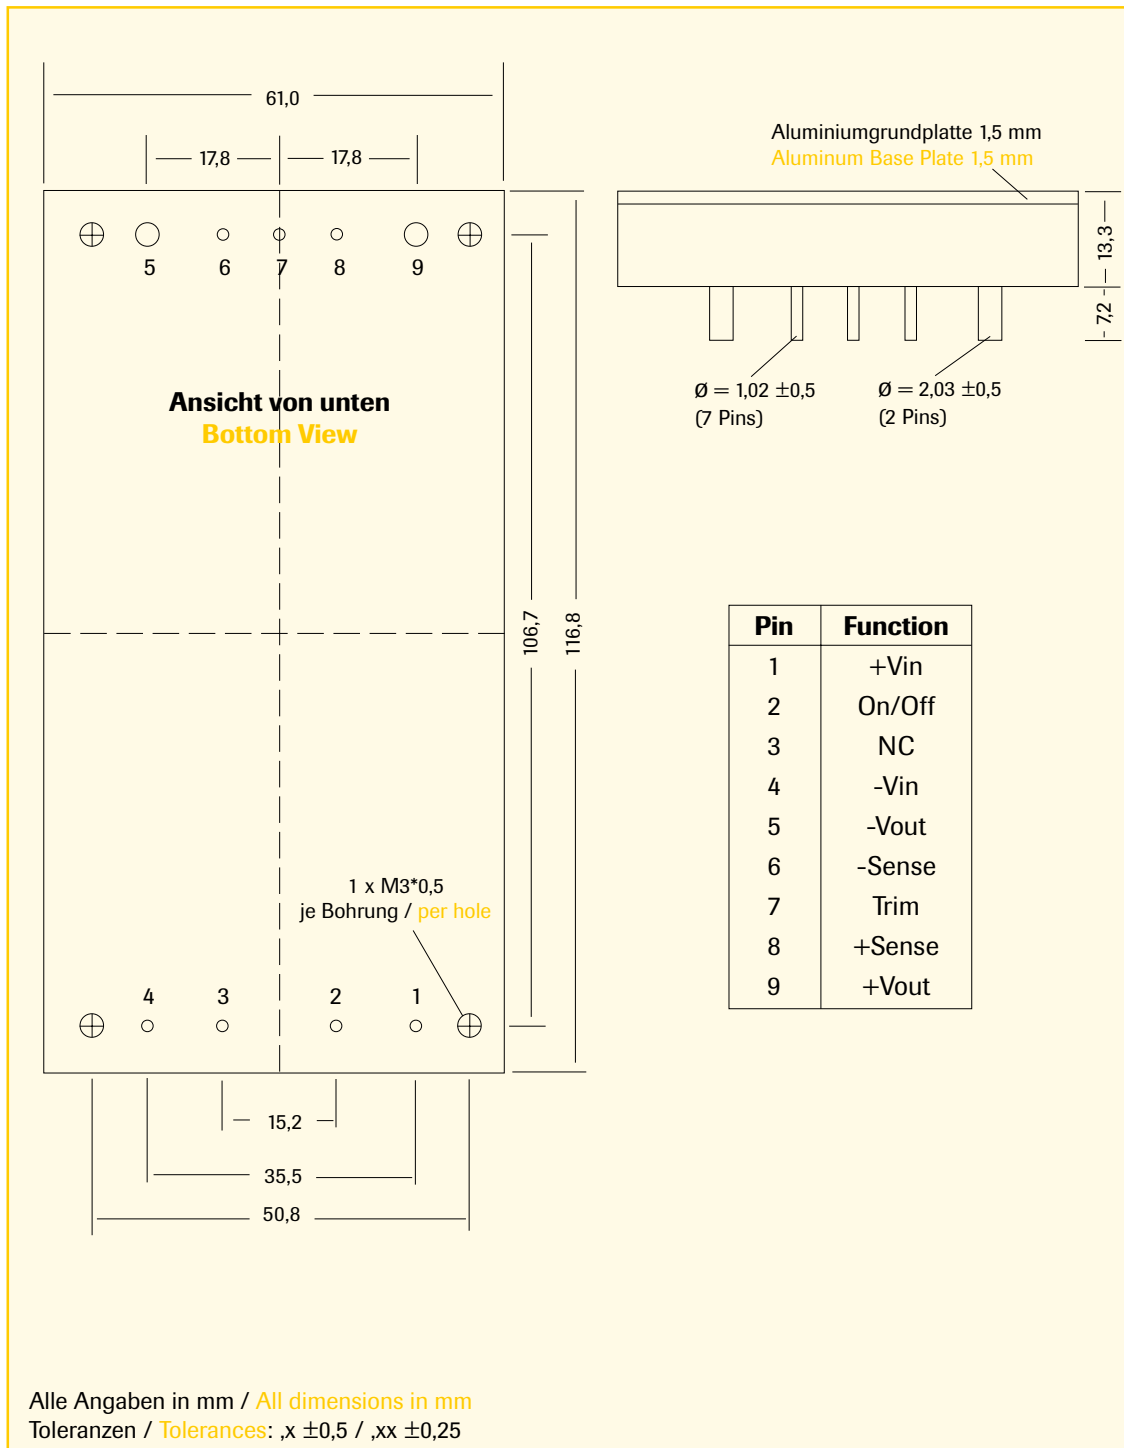 61,0
17,8
17,8
5
6
7
8
9
Ansicht von unten
Bottom View
106,7
116,8
1 x M3*0,5
je Bohrung / per hole
4
3
2
1
15,2
35,5
50,8
Aluminiumgrundplatte 1,5 mm
Aluminum Base Plate 1,5 mm
13,3
7,2
Ø = 1,02 ±0,5
(7 Pins)
Ø = 2,03 ±0,5
(2 Pins)
Pin Function
1 +Vin
2 On/Off
3 NC
4 -Vin
5 -Vout
6 -Sense
7 Trim
8 +Sense
9 +Vout
Alle Angaben in mm / All dimensions in mm
Toleranzen / Tolerances: ,x ±0,5 / ,xx ±0,25